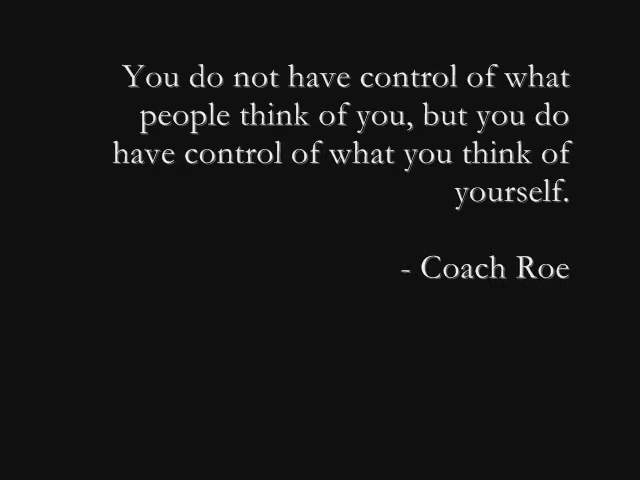 You do not have control of what
people think of you, but you do
have control of what you think of
yourself.
- Coach Roe